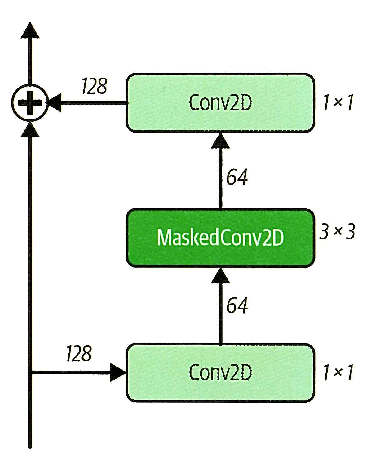 128
Conv2D
1 × 1
64
MaskedConv2D
3 × 3
64
128
Conv2D
1 × 1